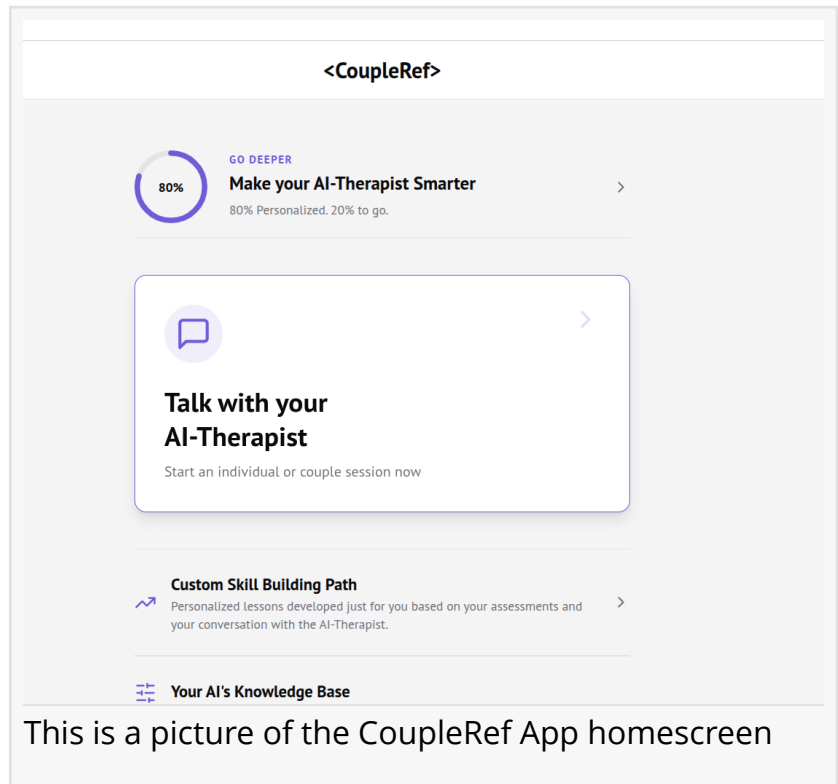 <CoupleRef>
GO DEEPER
80%
Make your AI-Therapist Smarter
80% Personalized. 20% to go.
Talk with your
AI-Therapist
Start an individual or couple session now
Custom Skill Building Path
Personalized lessons developed just for you based on your assessments and
your conversation with the AI-Therapist.
Your AI's Knowledge Base
This is a picture of the CoupleRef App homescreen